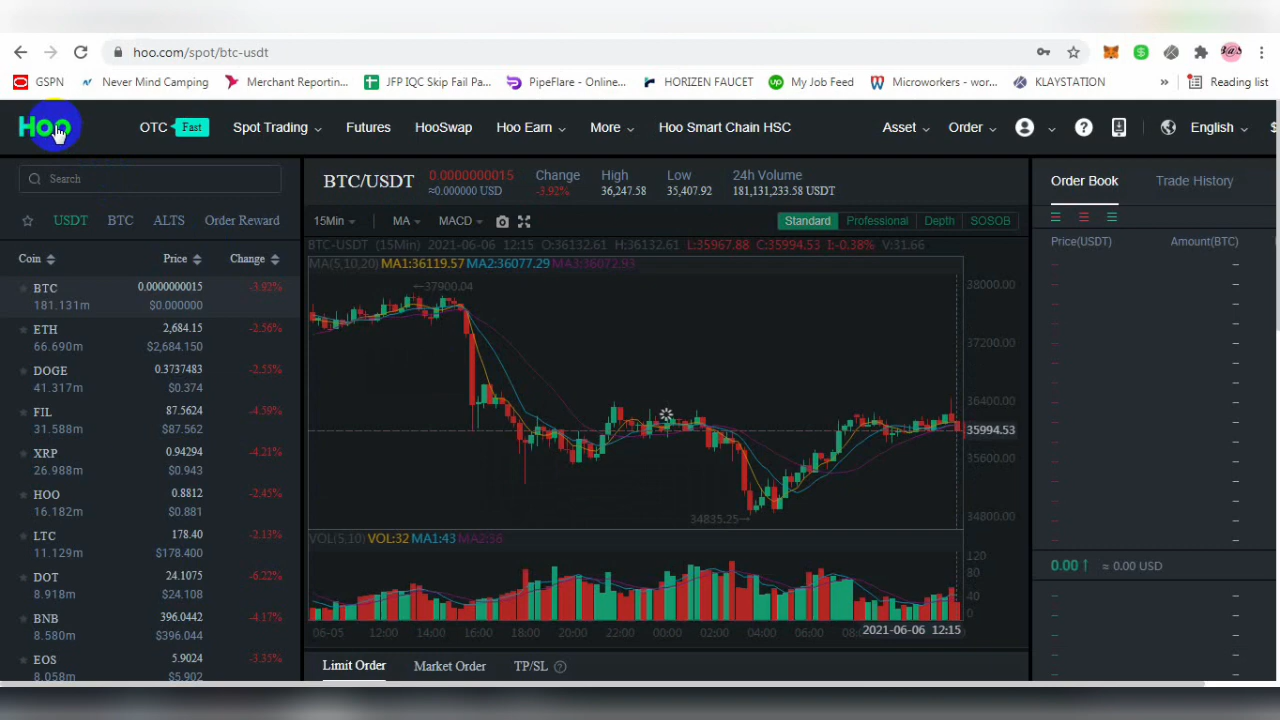 hoo.com/spot/btc-usdt
GSPN Never Mind Camping Merchant Reportin... JFP IQC Skip Fail Pa... PipeFlare - Online... HORIZEN FAUCET My Job Feed Microworkers - wor... KLAYSTATION » Reading list
Hoo OTC Fast Spot Trading Futures HooSwap Hoo Earn More Hoo Smart Chain HSC Asset Order English $
Search
USDT BTC ALTS Order Reward
Coin Price Change
BTC 0.0000000015 -3.92%
181.131m $0.000000
ETH 2,684.15 -2.56%
66.690m $2,684.150
DOGE 0.3737483 -2.53%
41.317m $0.374
FIL 87.5624 -4.59%
31.588m $87.562
XRP 0.94294 -4.21%
26.988m $0.943
HOO 0.8812 -2.45%
16.182m $0.881
LTC 178.40 -2.13%
11.129m $178.400
DOT 24.1075 -6.22%
8.918m $24.108
BNB 396.0442 -4.17%
8.580m $396.044
EOS 5.9024 -3.35%
8.058m $5.902
BTC/USDT 0.0000000015 Change High Low 24h Volume
≈0.000000 USD -3.92% 36,247.58 35,407.92 181,131,233.58 USDT
15Min MA MACD Standard Professional Depth SOSOB
BTC-USDT (15Min) 2021-06-06 12:15 O:36132.61 H:36132.61 L:35967.88 C:35994.53 I:-0.38% V:31.66
MA(5,10,20) MA1:36119.57 MA2:36077.29 MA3:36072.93
←37900.04
38000.00
37200.00
36400.00
35994.53
35600.00
34835.25→
34800.00
VOL(5,10) VOL:32 MA1:43 MA2:36
120
80
40
0
06-05 12:00 14:00 16:00 18:00 20:00 22:00 00:00 02:00 04:00 06:00 08: 2021-06-06 12:15
Limit Order Market Order TP/SL
Order Book Trade History
Price(USDT) Amount(BTC)
0.00↑ ≈ 0.00 USD